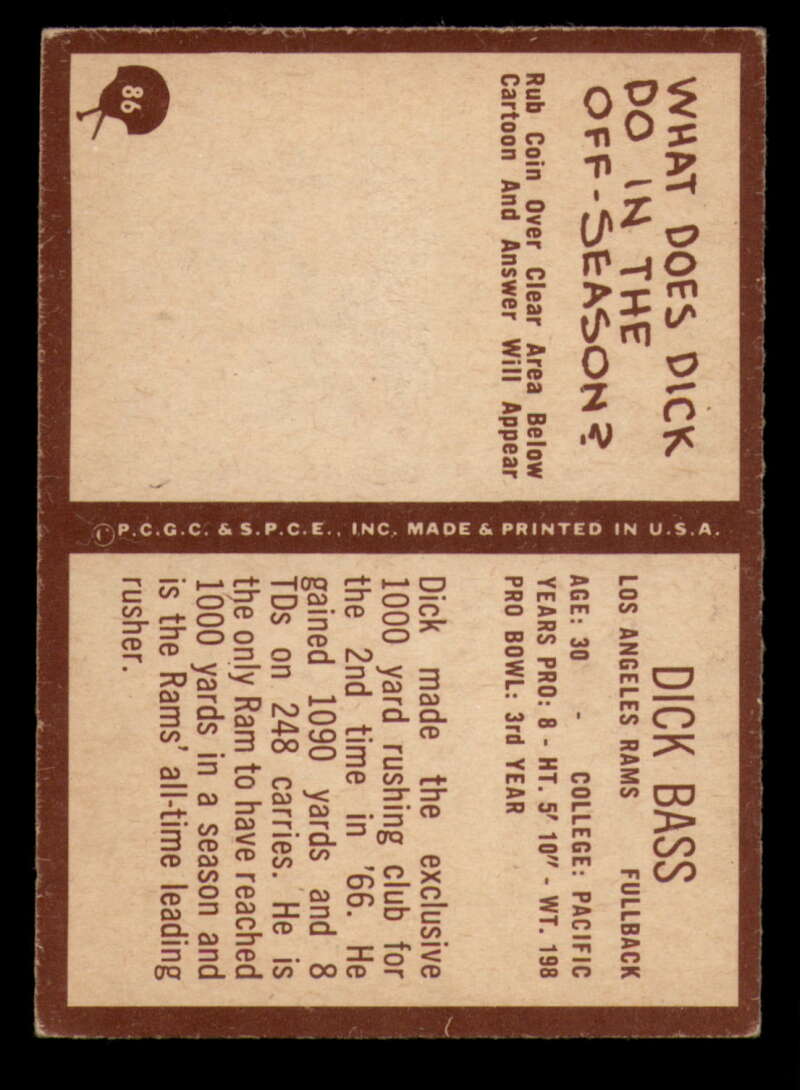 WHAT DOES DICK
DO IN THE
OFF-SEASON?
Rub Coin Over Clear Area Below
Cartoon And Answer Will Appear
86
© P.C.G.C. & S.P.C.E., INC. MADE & PRINTED IN U.S.A.
DICK BASS
LOS ANGELES RAMS FULLBACK
AGE: 30 - COLLEGE: PACIFIC
YEARS PRO: 8 - HT. 5' 10" - WT. 198
PRO BOWL: 3rd YEAR
Dick made the exclusive
1000 yard rushing club for
the 2nd time in '66. He
gained 1090 yards and 8
TDs on 248 carries. He is
the only Ram to have reached
1000 yards in a season and
is the Rams' all-time leading
rusher.